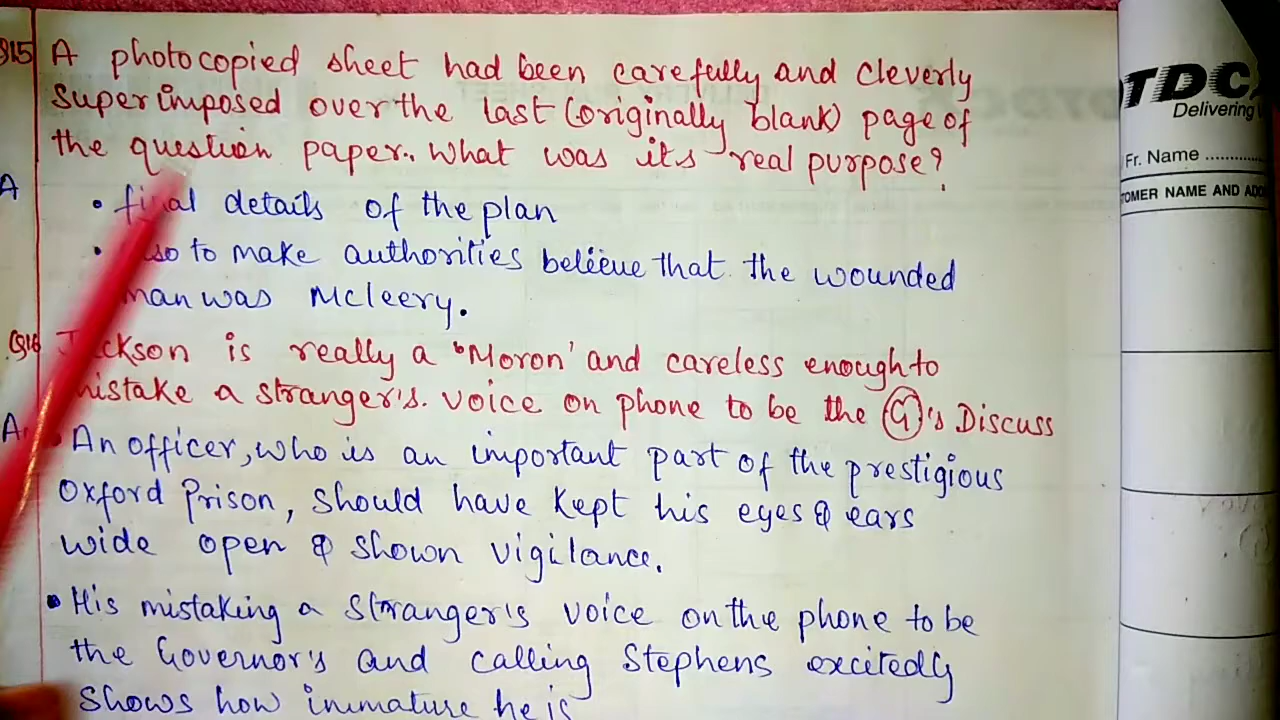 Q15 A photocopied sheet had been carefully and cleverly
Superimposed over the last (originally blank) page of
the question paper.. What was its real purpose?
A
• final details of the plan
• to make authorities believe that the wounded
man was Mcleery.
Q16 Jackson is really a 'Moron' and careless enough to
mistake a stranger's. voice on phone to be the G's Discuss
A. • An officer, who is an important part of the prestigious
Oxford Prison, should have kept his eyes & ears
wide open & shown vigilance.
• His mistaking a stranger's voice on the phone to be
the Governor's and calling Stephens excitedly
shows how immature he is
DTDC
Delivering
Fr. Name ..............
TOMER NAME AND ADD